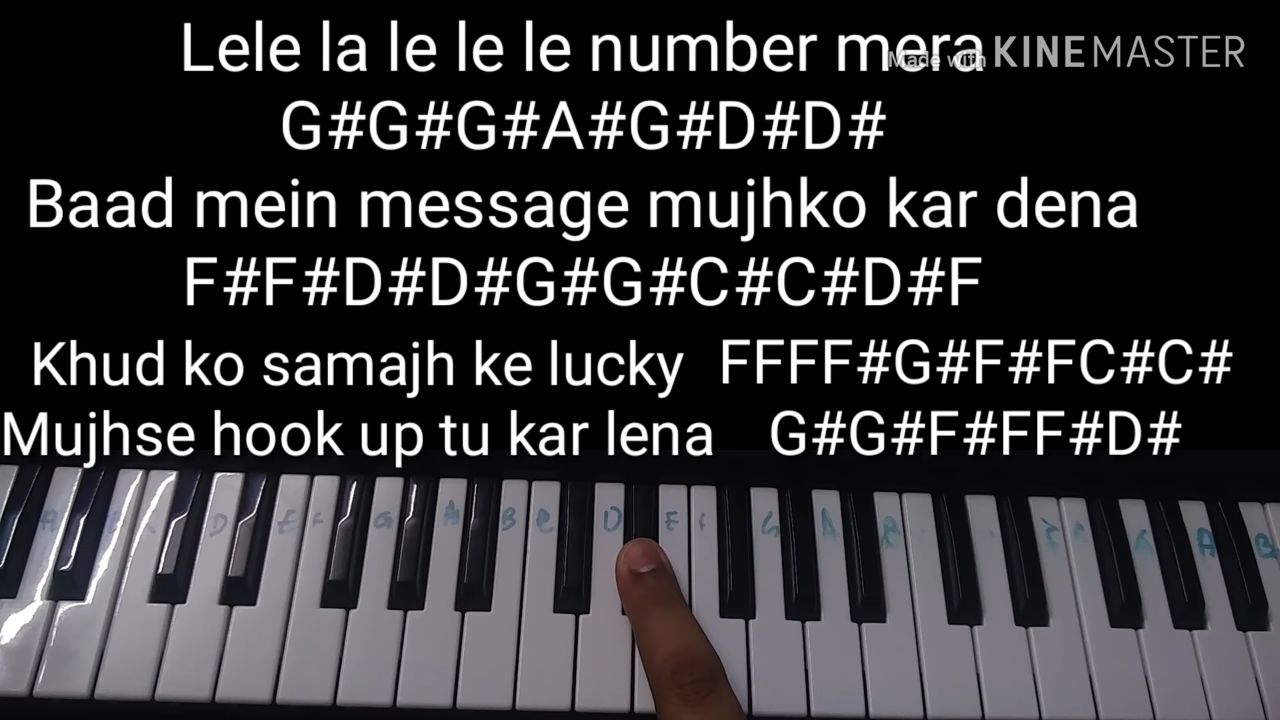 Lele la le le le number mera
Made with KINEMASTER
G#G#G#A#G#D#D#
Baad mein message mujhko kar dena
F#F#D#D#G#G#C#C#D#F
Khud ko samajh ke lucky FFFF#G#F#FC#C#
Mujhse hook up tu kar lena G#G#F#FF#D#
D E F G A B C D E F G A B
G A B